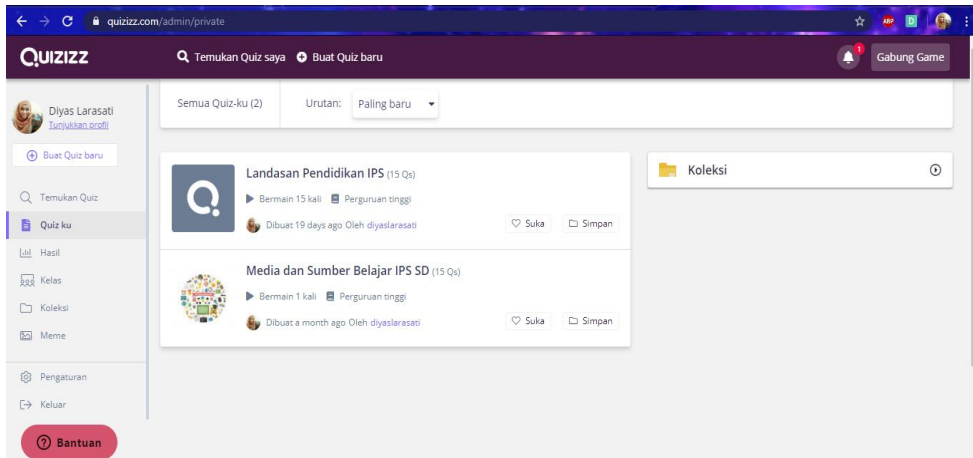 quizizz.com/admin/private
ABP
D
QUIZIZZ
Temukan Quiz saya
Buat Quiz baru
1
Gabung Game
Diyas Larasati
Tunjukkan profil
Buat Quiz baru
Temukan Quiz
Quiz ku
Hasil
Kelas
Koleksi
Meme
Pengaturan
Keluar
Bantuan
Semua Quiz-ku (2)
Urutan:
Paling baru
Landasan Pendidikan IPS (15 Qs)
Bermain 15 kali
Perguruan tinggi
Dibuat 19 days ago Oleh diyaslarasati
Suka
Simpan
Media dan Sumber Belajar IPS SD (15 Qs)
Bermain 1 kali
Perguruan tinggi
Dibuat a month ago Oleh diyaslarasati
Suka
Simpan
Koleksi